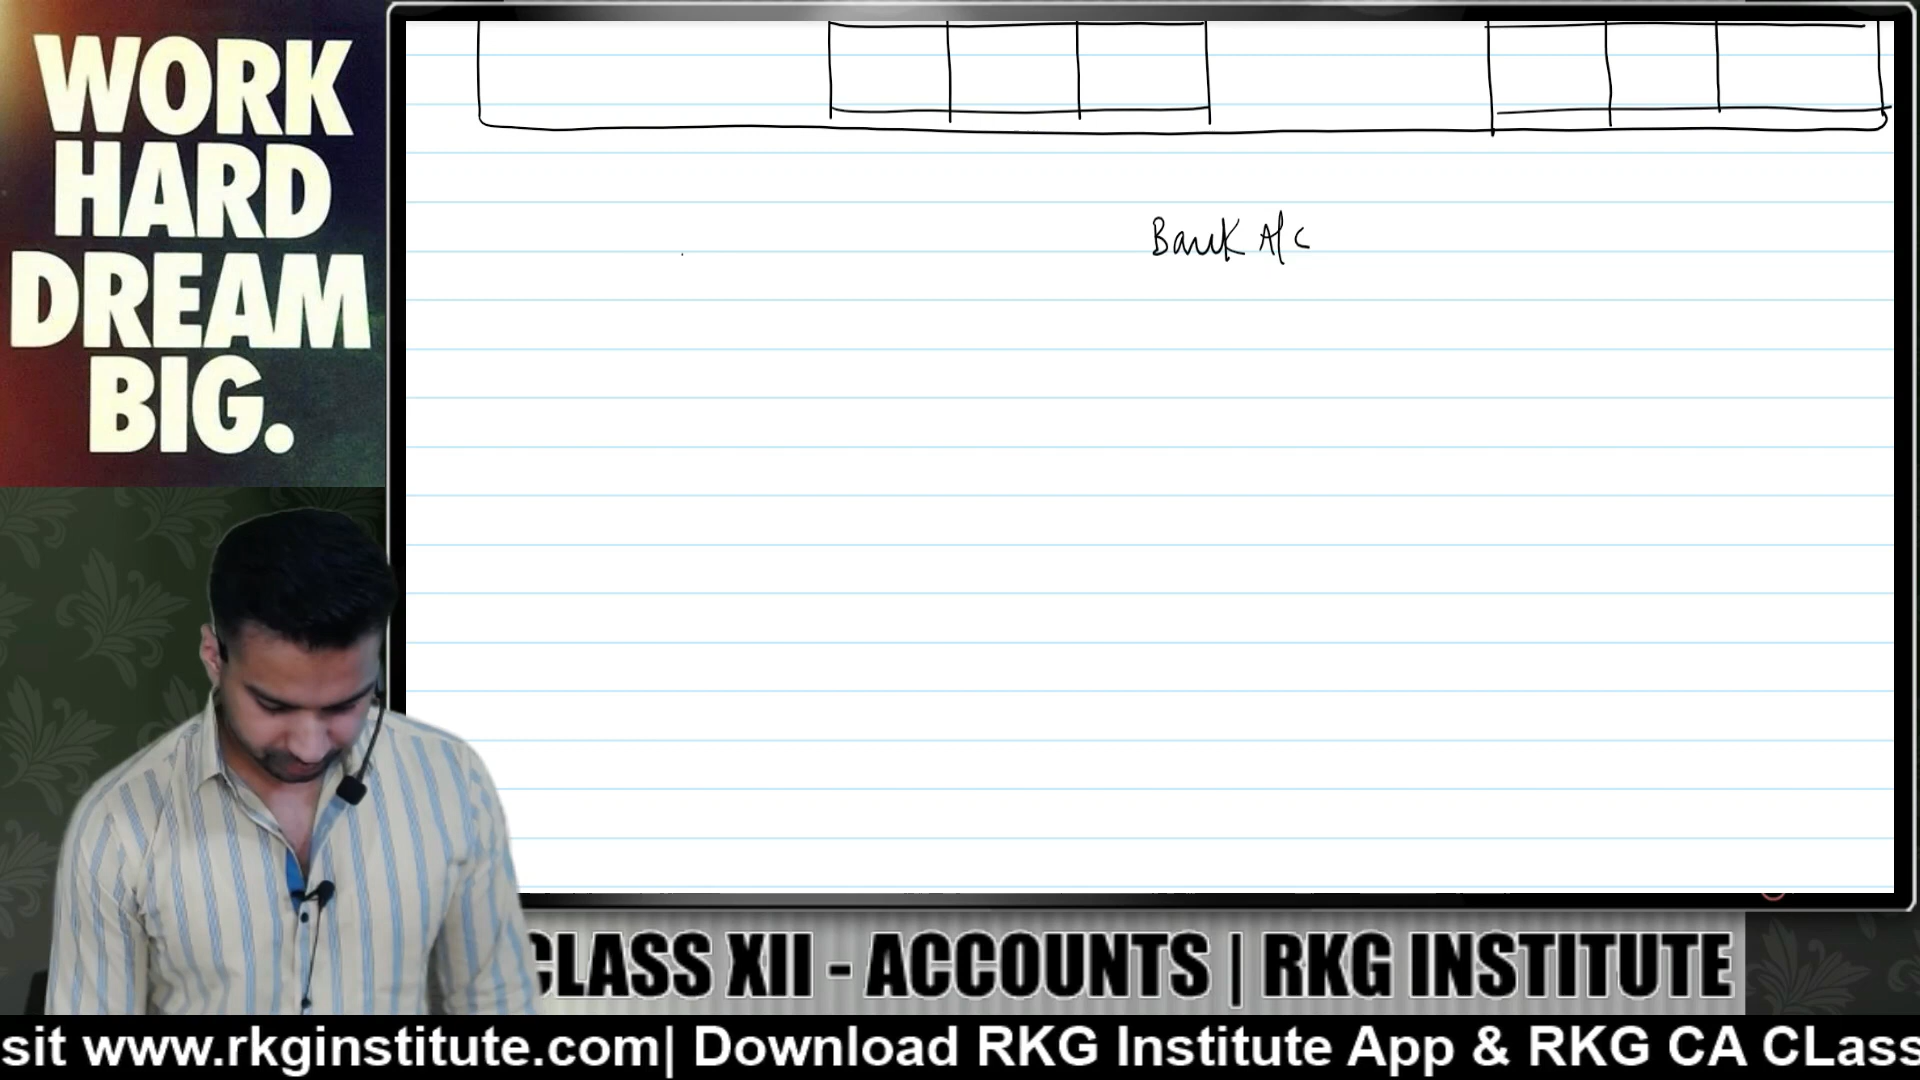 WORK
HARD
DREAM
BIG.
Bank A/c
CLASS XII - ACCOUNTS | RKG INSTITUTE
sit www.rkginstitute.com| Download RKG Institute App & RKG CA CLass